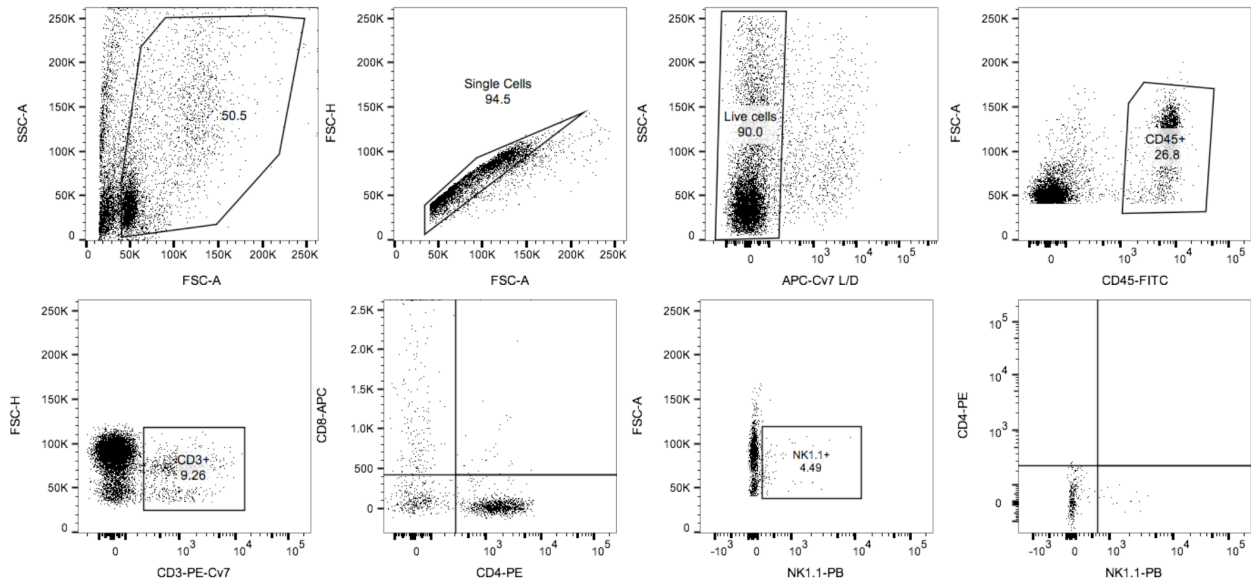 250K
200K
150K
100K
50K
0
SSC-A
50.5
0 50K 100K 150K 200K 250K
FSC-A
250K
200K
150K
100K
50K
0
FSC-H
Single Cells
94.5
0 50K 100K 150K 200K 250K
FSC-A
250K
200K
150K
100K
50K
0
SSC-A
Live cells
90.0
0 10³ 10⁴ 10⁵
APC-Cv7 L/D
250K
200K
150K
100K
50K
0
FSC-A
CD45+
26.8
0 10³ 10⁴ 10⁵
CD45-FITC
250K
200K
150K
100K
50K
0
FSC-H
CD3+
9.26
0 10³ 10⁴ 10⁵
CD3-PE-Cv7
2.5K
2.0K
1.5K
1.0K
500
0
CD8-APC
0 10³ 10⁴ 10⁵
CD4-PE
250K
200K
150K
100K
50K
0
FSC-A
NK1.1+
4.49
-10³ 0 10³ 10⁴ 10⁵
NK1.1-PB
10⁵
10⁴
10³
0
CD4-PE
-10³ 0 10³ 10⁴ 10⁵
NK1.1-PB